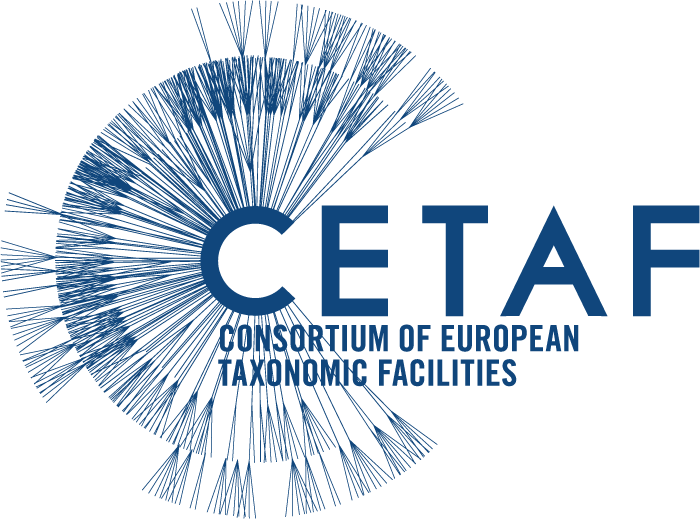 CETAF
CONSORTIUM OF EUROPEAN
TAXONOMIC FACILITIES